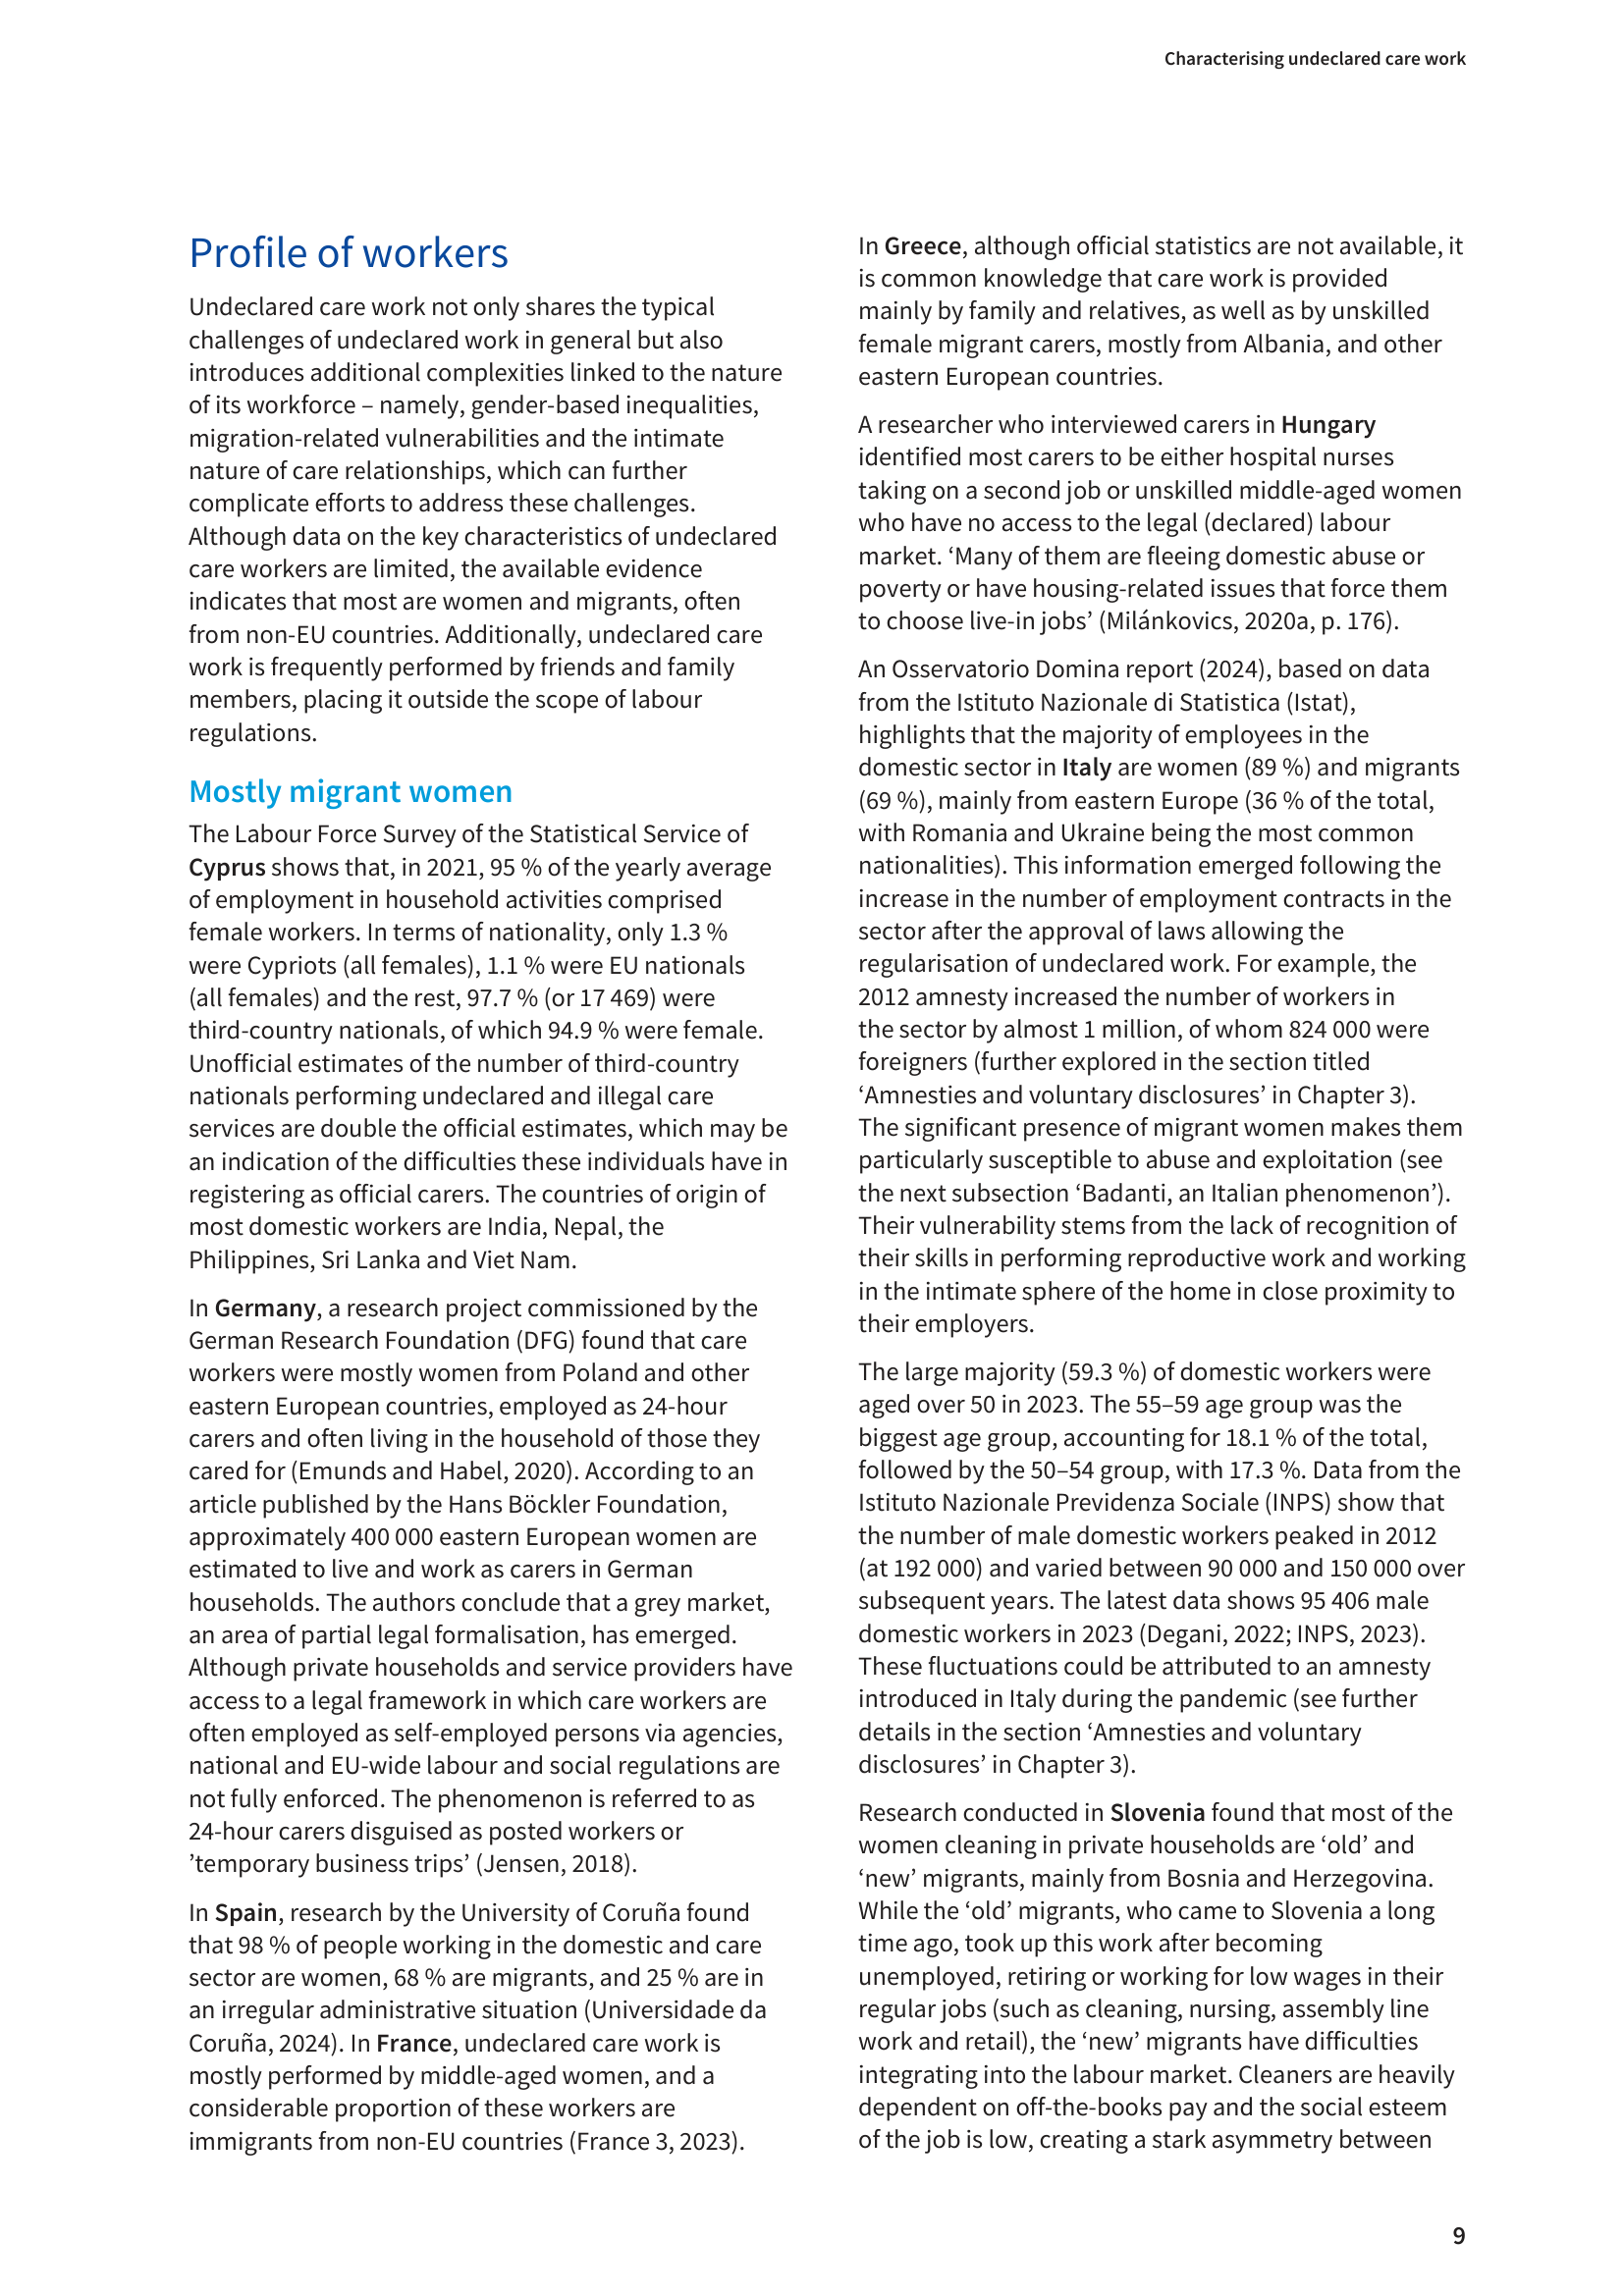 Characterising undeclared care work
Profile of workers
Undeclared care work not only shares the typical
challenges of undeclared work in general but also
introduces additional complexities linked to the nature
of its workforce – namely, gender-based inequalities,
migration-related vulnerabilities and the intimate
nature of care relationships, which can further
complicate efforts to address these challenges.
Although data on the key characteristics of undeclared
care workers are limited, the available evidence
indicates that most are women and migrants, often
from non-EU countries. Additionally, undeclared care
work is frequently performed by friends and family
members, placing it outside the scope of labour
regulations.
Mostly migrant women
The Labour Force Survey of the Statistical Service of
Cyprus shows that, in 2021, 95 % of the yearly average
of employment in household activities comprised
female workers. In terms of nationality, only 1.3 %
were Cypriots (all females), 1.1 % were EU nationals
(all females) and the rest, 97.7 % (or 17 469) were
third-country nationals, of which 94.9 % were female.
Unofficial estimates of the number of third-country
nationals performing undeclared and illegal care
services are double the official estimates, which may be
an indication of the difficulties these individuals have in
registering as official carers. The countries of origin of
most domestic workers are India, Nepal, the
Philippines, Sri Lanka and Viet Nam.
In Germany, a research project commissioned by the
German Research Foundation (DFG) found that care
workers were mostly women from Poland and other
eastern European countries, employed as 24-hour
carers and often living in the household of those they
cared for (Emunds and Habel, 2020). According to an
article published by the Hans Böckler Foundation,
approximately 400 000 eastern European women are
estimated to live and work as carers in German
households. The authors conclude that a grey market,
an area of partial legal formalisation, has emerged.
Although private households and service providers have
access to a legal framework in which care workers are
often employed as self-employed persons via agencies,
national and EU-wide labour and social regulations are
not fully enforced. The phenomenon is referred to as
24-hour carers disguised as posted workers or
’temporary business trips’ (Jensen, 2018).
In Spain, research by the University of Coruña found
that 98 % of people working in the domestic and care
sector are women, 68 % are migrants, and 25 % are in
an irregular administrative situation (Universidade da
Coruña, 2024). In France, undeclared care work is
mostly performed by middle-aged women, and a
considerable proportion of these workers are
immigrants from non-EU countries (France 3, 2023).
In Greece, although official statistics are not available, it
is common knowledge that care work is provided
mainly by family and relatives, as well as by unskilled
female migrant carers, mostly from Albania, and other
eastern European countries.
A researcher who interviewed carers in Hungary
identified most carers to be either hospital nurses
taking on a second job or unskilled middle-aged women
who have no access to the legal (declared) labour
market. ‘Many of them are fleeing domestic abuse or
poverty or have housing-related issues that force them
to choose live-in jobs’ (Milánkovics, 2020a, p. 176).
An Osservatorio Domina report (2024), based on data
from the Istituto Nazionale di Statistica (Istat),
highlights that the majority of employees in the
domestic sector in Italy are women (89 %) and migrants
(69 %), mainly from eastern Europe (36 % of the total,
with Romania and Ukraine being the most common
nationalities). This information emerged following the
increase in the number of employment contracts in the
sector after the approval of laws allowing the
regularisation of undeclared work. For example, the
2012 amnesty increased the number of workers in
the sector by almost 1 million, of whom 824 000 were
foreigners (further explored in the section titled
‘Amnesties and voluntary disclosures’ in Chapter 3).
The significant presence of migrant women makes them
particularly susceptible to abuse and exploitation (see
the next subsection ‘Badanti, an Italian phenomenon’).
Their vulnerability stems from the lack of recognition of
their skills in performing reproductive work and working
in the intimate sphere of the home in close proximity to
their employers.
The large majority (59.3 %) of domestic workers were
aged over 50 in 2023. The 55–59 age group was the
biggest age group, accounting for 18.1 % of the total,
followed by the 50–54 group, with 17.3 %. Data from the
Istituto Nazionale Previdenza Sociale (INPS) show that
the number of male domestic workers peaked in 2012
(at 192 000) and varied between 90 000 and 150 000 over
subsequent years. The latest data shows 95 406 male
domestic workers in 2023 (Degani, 2022; INPS, 2023).
These fluctuations could be attributed to an amnesty
introduced in Italy during the pandemic (see further
details in the section ‘Amnesties and voluntary
disclosures’ in Chapter 3).
Research conducted in Slovenia found that most of the
women cleaning in private households are ‘old’ and
‘new’ migrants, mainly from Bosnia and Herzegovina.
While the ‘old’ migrants, who came to Slovenia a long
time ago, took up this work after becoming
unemployed, retiring or working for low wages in their
regular jobs (such as cleaning, nursing, assembly line
work and retail), the ‘new’ migrants have difficulties
integrating into the labour market. Cleaners are heavily
dependent on off-the-books pay and the social esteem
of the job is low, creating a stark asymmetry between
9